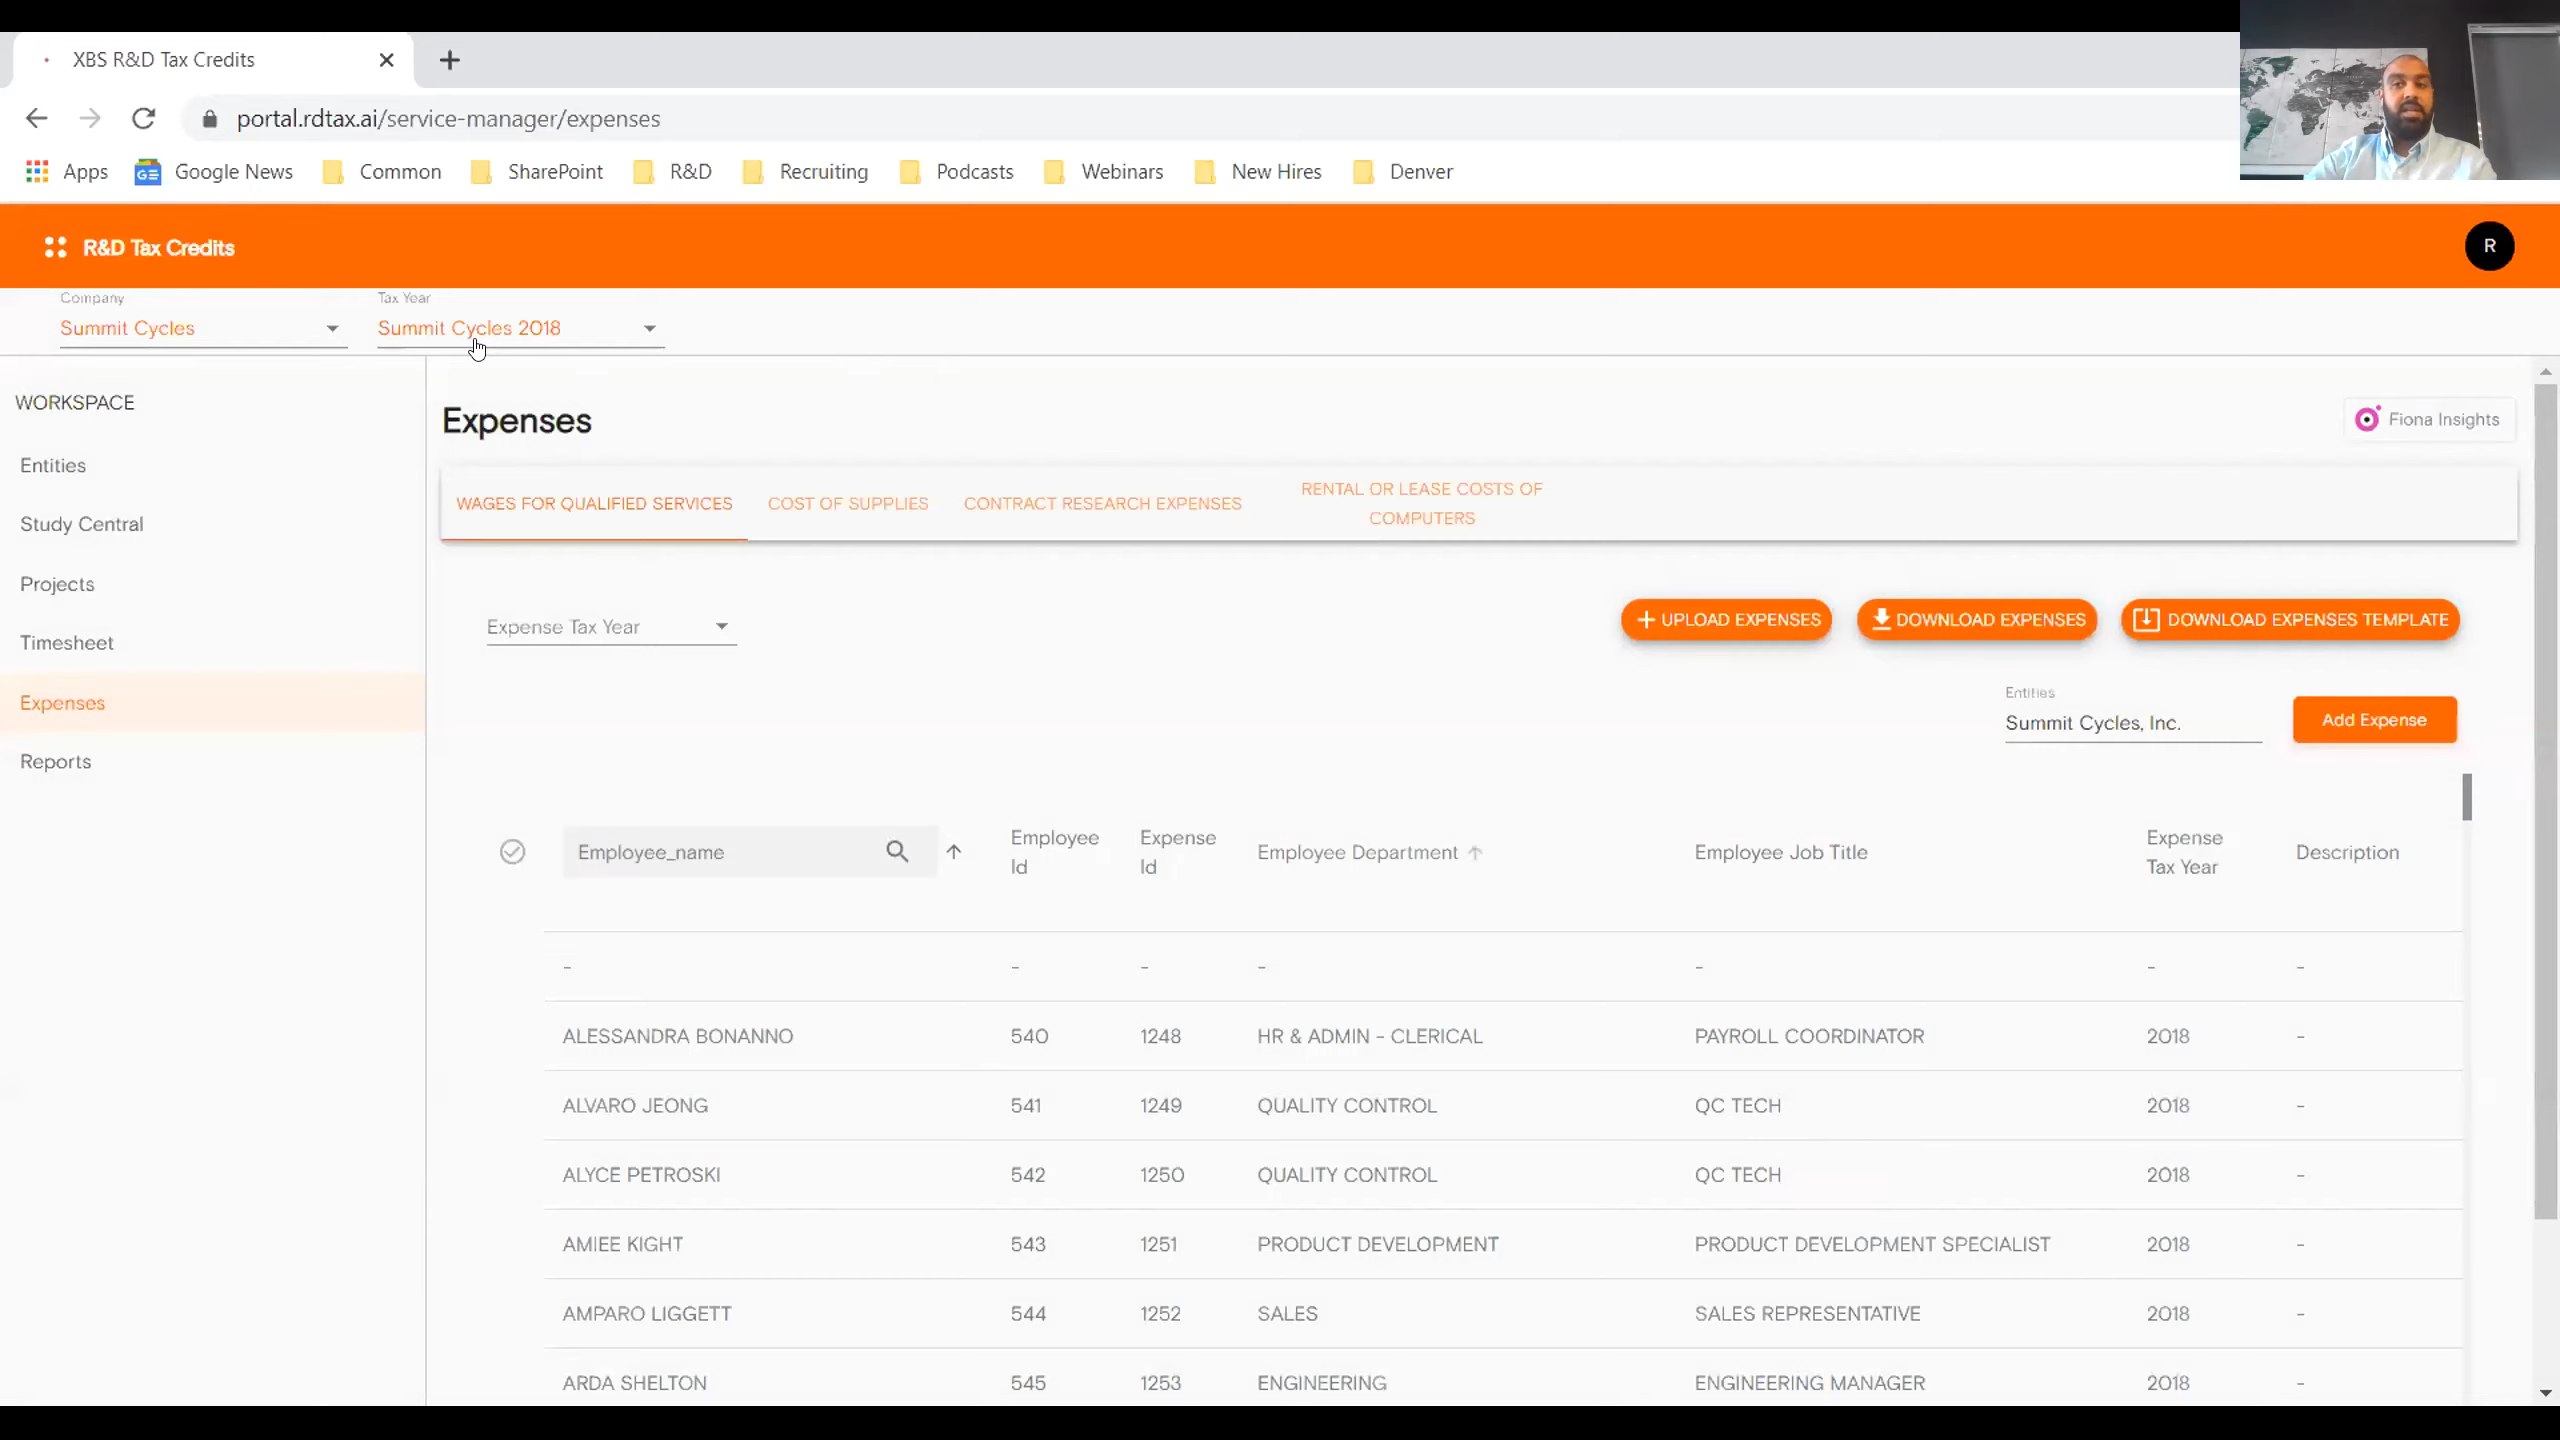 XBS R&D Tax Credits
portal.rdtax.ai/service-manager/expenses
Apps
GE
Google News
Common
SharePoint
R&D
Recruiting
Podcasts
Webinars
New Hires
Denver
R&D Tax Credits
R
Company
Tax Year
Summit Cycles
Summit Cycles 2018
WORKSPACE
Entities
Study Central
Projects
Timesheet
Expenses
Reports
Expenses
Fiona Insights
WAGES FOR QUALIFIED SERVICES
COST OF SUPPLIES
CONTRACT RESEARCH EXPENSES
RENTAL OR LEASE COSTS OF
COMPUTERS
Expense Tax Year
UPLOAD EXPENSES
DOWNLOAD EXPENSES
DOWNLOAD EXPENSES TEMPLATE
Entities
Summit Cycles, Inc.
Add Expense
Employee_name
Employee
Id
Expense
Id
Employee Department
Employee Job Title
Expense
Tax Year
Description
- - - - - - -
ALESSANDRA BONANNO 540 1248 HR & ADMIN - CLERICAL PAYROLL COORDINATOR 2018 -
ALVARO JEONG 541 1249 QUALITY CONTROL QC TECH 2018 -
ALYCE PETROSKI 542 1250 QUALITY CONTROL QC TECH 2018 -
AMIEE KIGHT 543 1251 PRODUCT DEVELOPMENT PRODUCT DEVELOPMENT SPECIALIST 2018 -
AMPARO LIGGETT 544 1252 SALES SALES REPRESENTATIVE 2018 -
ARDA SHELTON 545 1253 ENGINEERING ENGINEERING MANAGER 2018 -